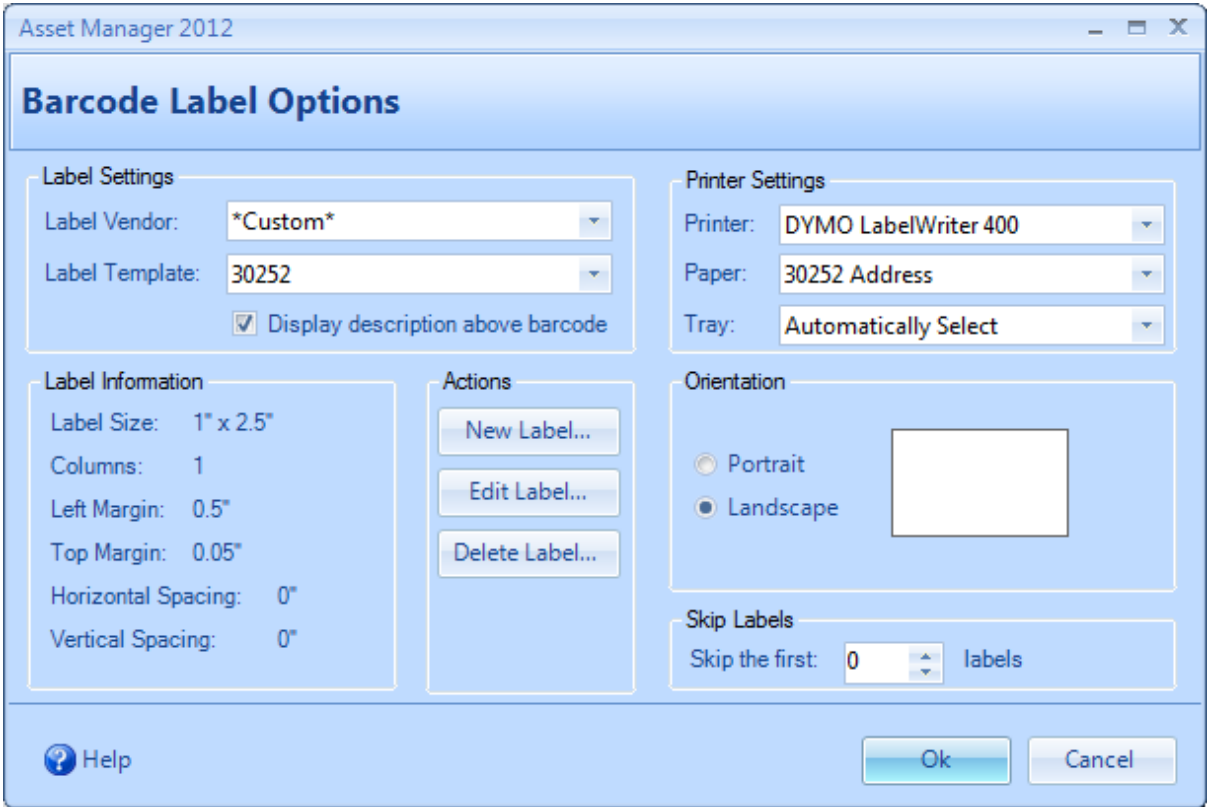 Asset Manager 2012
Barcode Label Options
Label Settings
Label Vendor: *Custom*
Label Template: 30252
Display description above barcode
Printer Settings
Printer: DYMO LabelWriter 400
Paper: 30252 Address
Tray: Automatically Select
Label Information
Label Size: 1" x 2.5"
Columns: 1
Left Margin: 0.5"
Top Margin: 0.05"
Horizontal Spacing: 0"
Vertical Spacing: 0"
Actions
New Label...
Edit Label...
Delete Label...
Orientation
Portrait
Landscape
Skip Labels
Skip the first: 0 labels
Help
Ok
Cancel